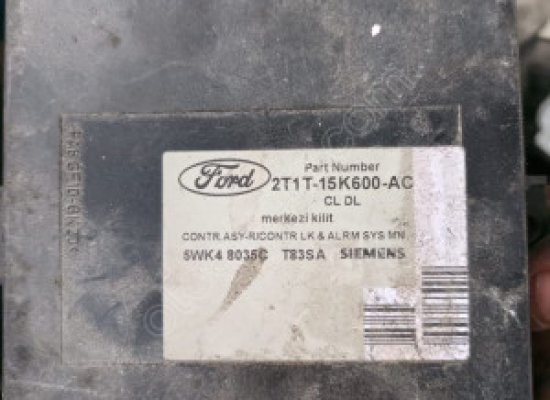 Ford
Part Number
2T1T-15K600-AC
CL DL
merkezi kilit
CONTR.ASY-R/CONTR LK & ALRM SYS MN
5WK4 8035C T83SA SIEMENS